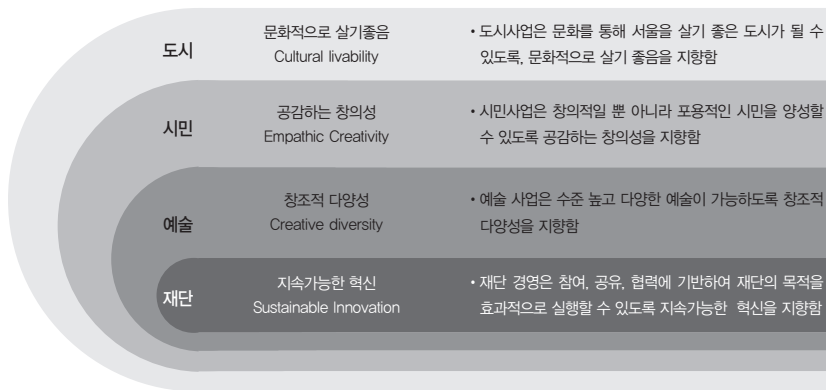 도시
문화적으로 살기좋음
Cultural livability
• 도시사업은 문화를 통해 서울을 살기 좋은 도시가 될 수
있도록, 문화적으로 살기 좋음을 지향함
시민
공감하는 창의성
Empathic Creativity
• 시민사업은 창의적일 뿐 아니라 포용적인 시민을 양성할
수 있도록 공감하는 창의성을 지향함
예술
창조적 다양성
Creative diversity
• 예술 사업은 수준 높고 다양한 예술이 가능하도록 창조적
다양성을 지향함
재단
지속가능한 혁신
Sustainable Innovation
• 재단 경영은 참여, 공유, 협력에 기반하여 재단의 목적을
효과적으로 실행할 수 있도록 지속가능한 혁신을 지향함